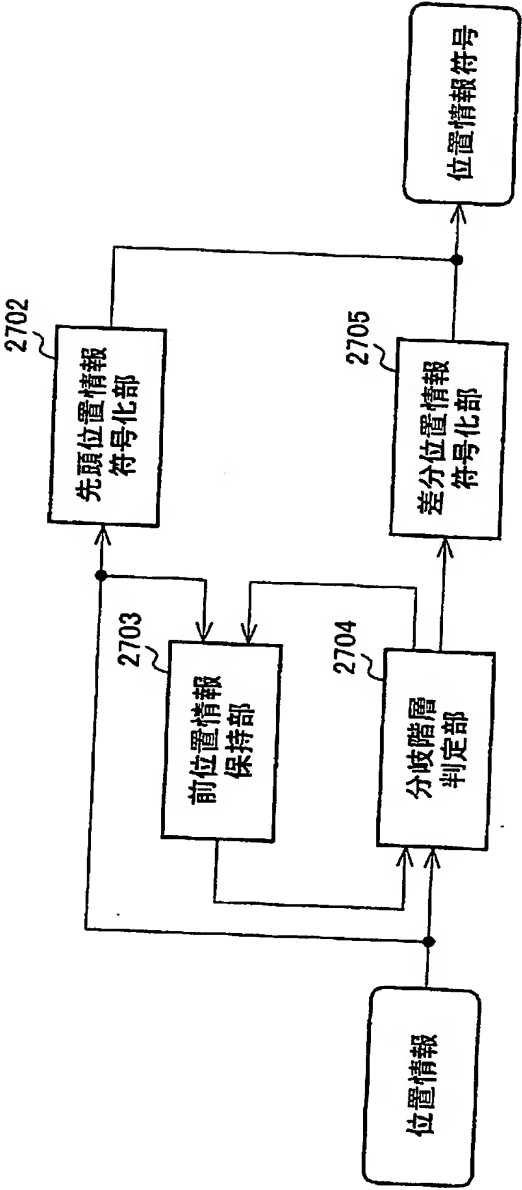 位置情報
2702
先頭位置情報
符号化部
2703
前位置情報
保持部
2704
分岐階層
判定部
2705
差分位置情報
符号化部
位置情報符号